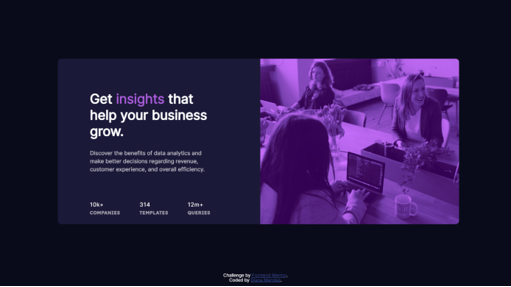 Get insights that
help your business
grow.
Discover the benefits of data analytics and
make better decisions regarding revenue,
customer experience, and overall efficiency.
10k+ 314 12m+
COMPANIES TEMPLATES QUERIES
Challenge by Frontend Mentor.
Coded by